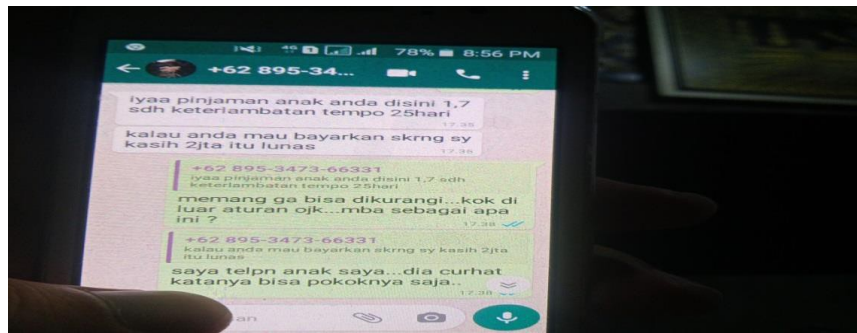 4G 1 78% 8:56 PM
+62 895-34...
iyaa pinjaman anak anda disini 1,7
sdh keterlambatan tempo 25hari
17.35
kalau anda mau bayarkan skrng sy
kasih 2jta itu lunas
17.38
+62 895-3473-66331
iyaa pinjaman anak anda disini 1,7 sdh
keterlambatan tempo 25hari
memang ga bisa dikurangi...kok di
luar aturan ojk...mba sebagai apa
ini ?
17.38
+62 895-3473-66331
kalau anda mau bayarkan skrng sy kasih 2jta
itu lunas
saya telpn anak saya...dia curhat
katanya bisa pokoknya saja..
17.38